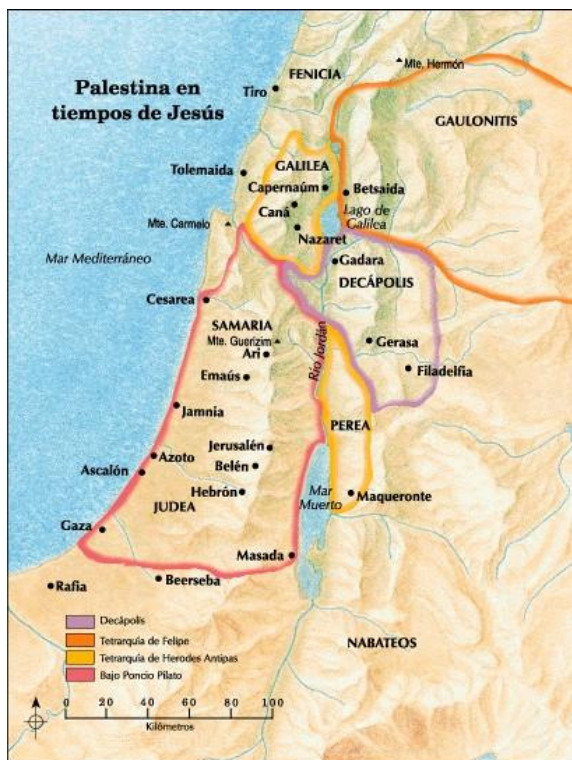 Palestina en
tiempos de Jesús
FENICIA
Mte. Hermón
Tiro
GAULONITIS
Tolemaida
GALILEA
Capernaúm
Betsaida
Caná
Lago de
Galilea
Mte. Carmelo
Nazaret
Mar Mediterráneo
Gadara
DECÁPOLIS
Cesarea
SAMARIA
Mte. Guerizim
Ari
Río Jordán
Gerasa
Emaús
Filadelfia
Jamnia
PEREA
Jerusalén
Azoto
Belén
Ascalón
Hebrón
Mar
Muerto
Maqueronte
JUDEA
Gaza
Masada
Rafia
Beerseba
NABATEOS
Decápolis
Tetrarquía de Felipe
Tetrarquía de Herodes Antipas
Bajo Poncio Pilato
0 20 40 60 80 100
Kilómetros